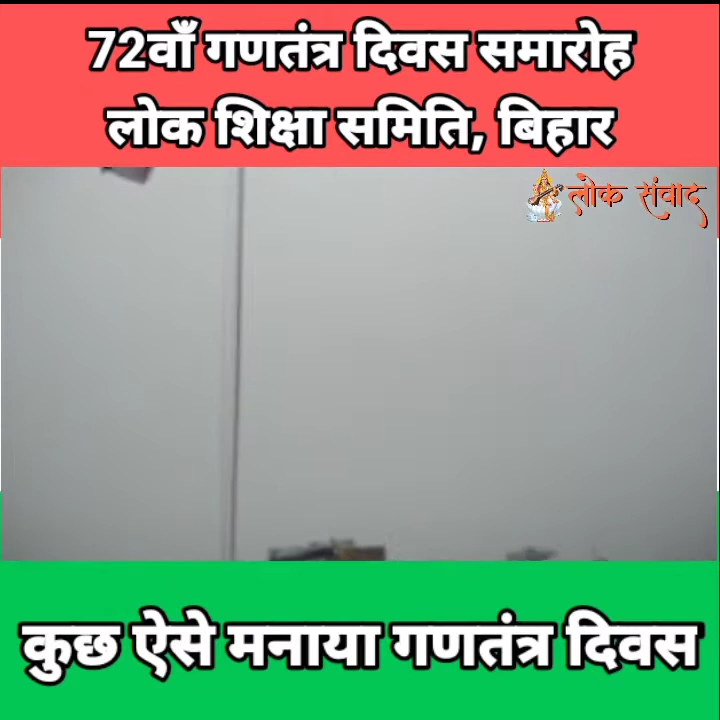 72वाँ गणतंत्र दिवस समारोह
लोक शिक्षा समिति, बिहार
लोक संवाद
कुछ ऐसे मनाया गणतंत्र दिवस